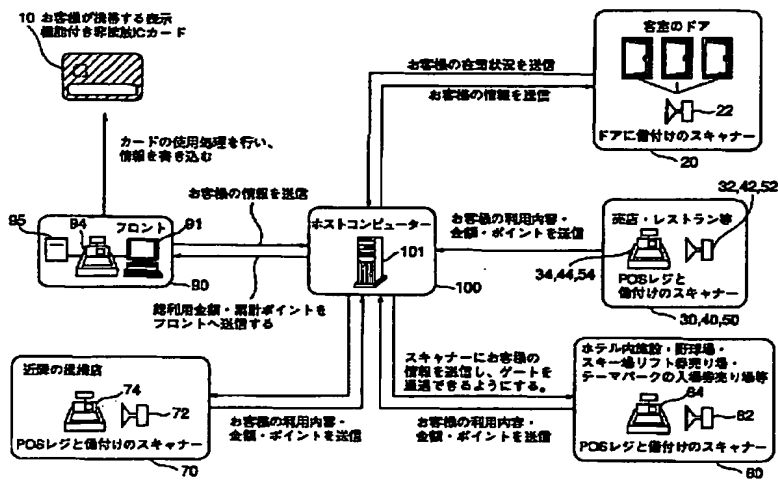 10 お客様が携帯する表示
機能付き非接触ICカード
カードの使用処理を行い、
情報を書き込む
お客様の情報を送信
95
94
フロント
91
90
総利用金額・累計ポイントを
フロントへ送信する
ホストコンピューター
101
100
お客様の在室状況を送信
お客様の情報を送信
客室のドア
22
ドアに備付けのスキャナー
20
お客様の利用内容・
金額・ポイントを送信
32,42,52
売店・レストラン等
34,44,54
POSレジと
備付けのスキャナー
30,40,50
近隣の提携店
74
72
POSレジと備付けのスキャナー
70
お客様の利用内容・
金額・ポイントを送信
スキャナーにお客様の
情報を送信し、ゲートを
通過できるようにする。
お客様の利用内容・
金額・ポイントを送信
ホテル内施設・野球場・
スキー場リフト券売り場・
テーマパークの入場券売り場等
64
62
POSレジと備付けのスキャナー
60